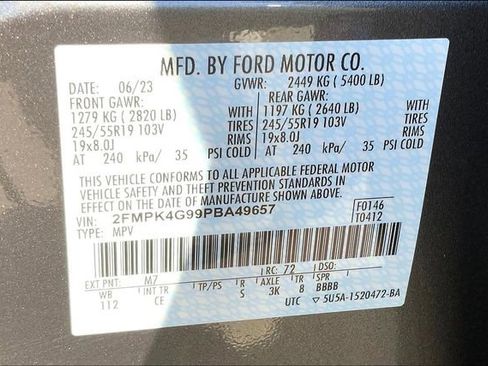 MFD. BY FORD MOTOR CO.
DATE: 06/23 GVWR: 2449 KG ( 5400 LB)
FRONT GAWR: REAR GAWR:
1279 KG ( 2820 LB) 1197 KG ( 2640 LB)
245/55R19 103V TIRES 245/55R19 103V TIRES
19x8.0J RIMS 19x8.0J RIMS
AT 240 kPa/ 35 PSI COLD AT 240 kPa/ 35 PSI COLD
THIS VEHICLE CONFORMS TO ALL APPLICABLE FEDERAL MOTOR
VEHICLE SAFETY AND THEFT PREVENTION STANDARDS IN EFFECT
ON THE DATE OF MANUFACTURE SHOWN ABOVE.
VIN: 2FMPK4G99PBA49657 F0146
TYPE: MPV T0412
EXT PNT: M7 RC: 72 DSO:
WB INT TR TP/PS R AXLE TR SPR
112 CE S 3K 8 BBBB
UTC 5U5A-1520472-BA